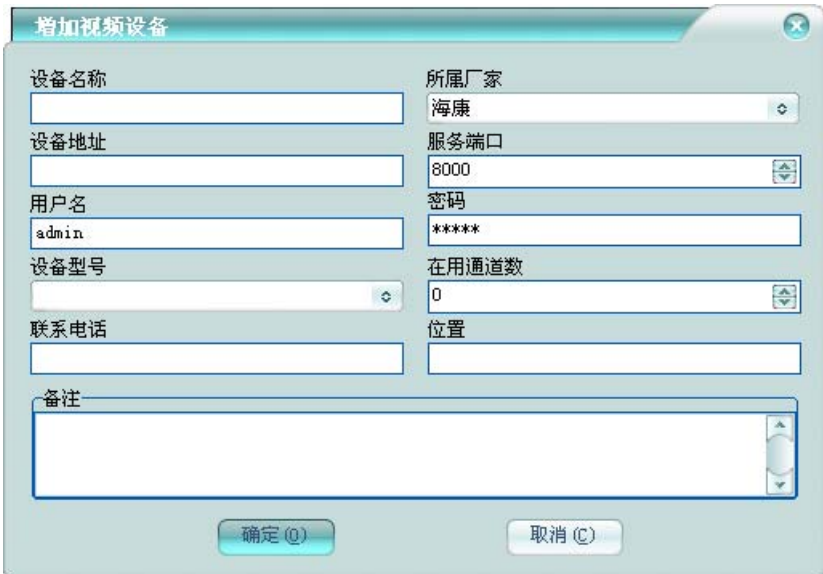 增加视频设备
设备名称 所属厂家
海康
设备地址 服务端口
8000
用户名 密码
admin *****
设备型号 在用通道数
0
联系电话 位置
备注
确定(O) 取消(C)